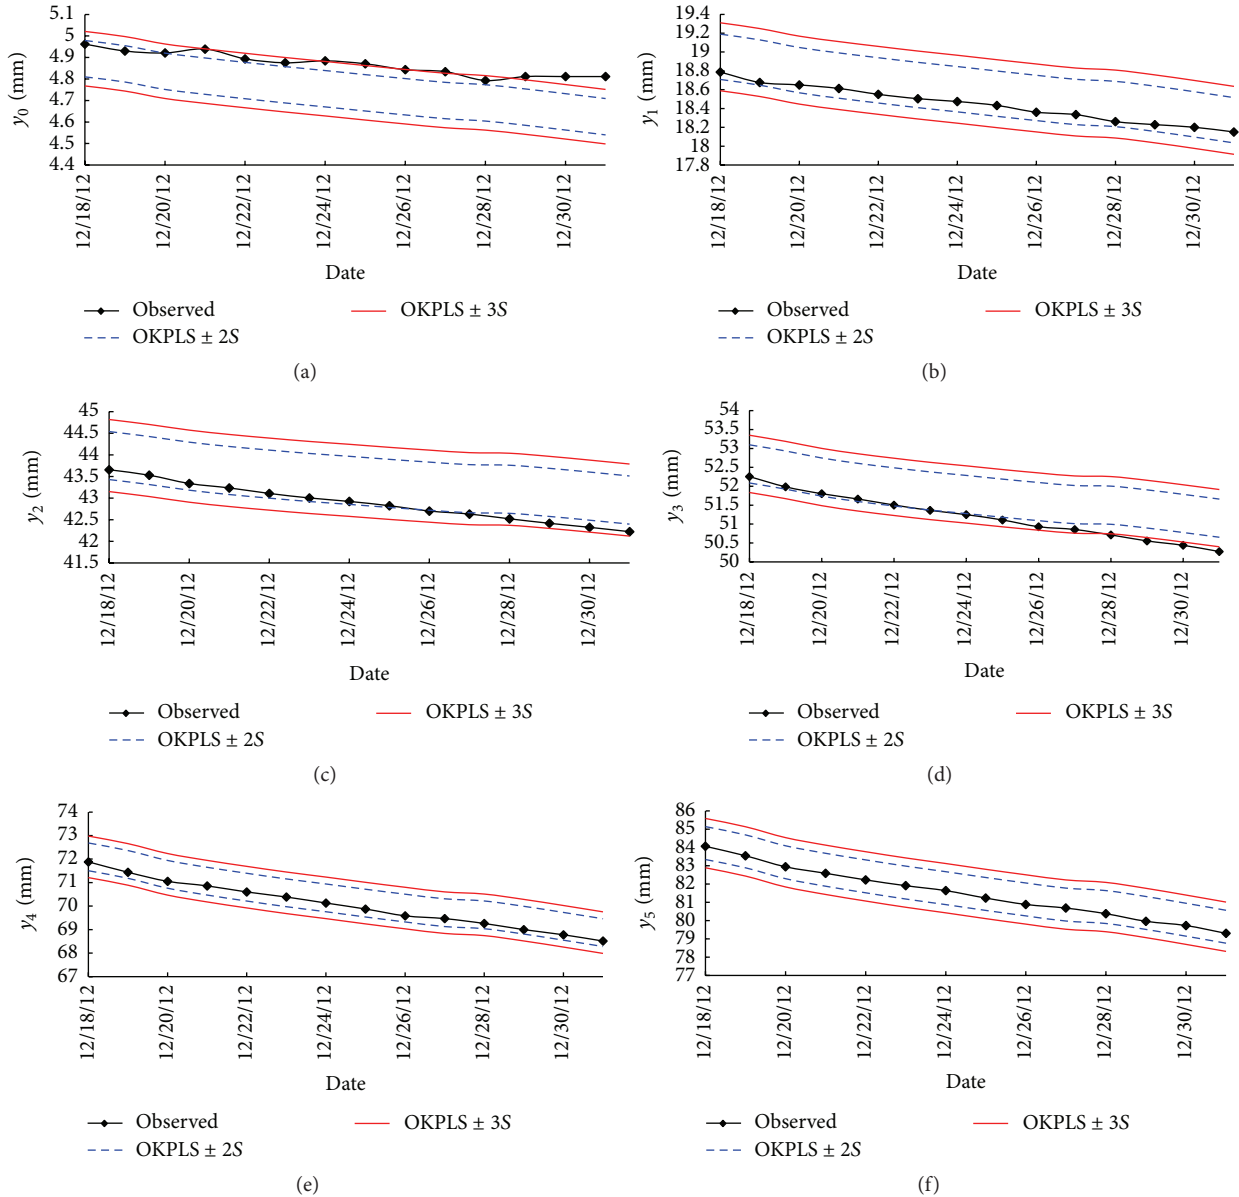 5.1
5
4.9
4.8
4.7
4.6
4.5
4.4
y0 (mm)
12/18/12
12/20/12
12/22/12
12/24/12
12/26/12
12/28/12
12/30/12
Date
Observed
OKPLS ± 3S
OKPLS ± 2S
(a)
19.4
19.2
19
18.8
18.6
18.4
18.2
18
17.8
y1 (mm)
12/18/12
12/20/12
12/22/12
12/24/12
12/26/12
12/28/12
12/30/12
Date
Observed
OKPLS ± 3S
OKPLS ± 2S
(b)
45
44.5
44
43.5
43
42.5
42
41.5
y2 (mm)
12/18/12
12/20/12
12/22/12
12/24/12
12/26/12
12/28/12
12/30/12
Date
Observed
OKPLS ± 3S
OKPLS ± 2S
(c)
54
53.5
53
52.5
52
51.5
51
50.5
50
y3 (mm)
12/18/12
12/20/12
12/22/12
12/24/12
12/26/12
12/28/12
12/30/12
Date
Observed
OKPLS ± 3S
OKPLS ± 2S
(d)
74
73
72
71
70
69
68
67
y4 (mm)
12/18/12
12/20/12
12/22/12
12/24/12
12/26/12
12/28/12
12/30/12
Date
Observed
OKPLS ± 3S
OKPLS ± 2S
(e)
86
85
84
83
82
81
80
79
78
77
y5 (mm)
12/18/12
12/20/12
12/22/12
12/24/12
12/26/12
12/28/12
12/30/12
Date
Observed
OKPLS ± 3S
OKPLS ± 2S
(f)